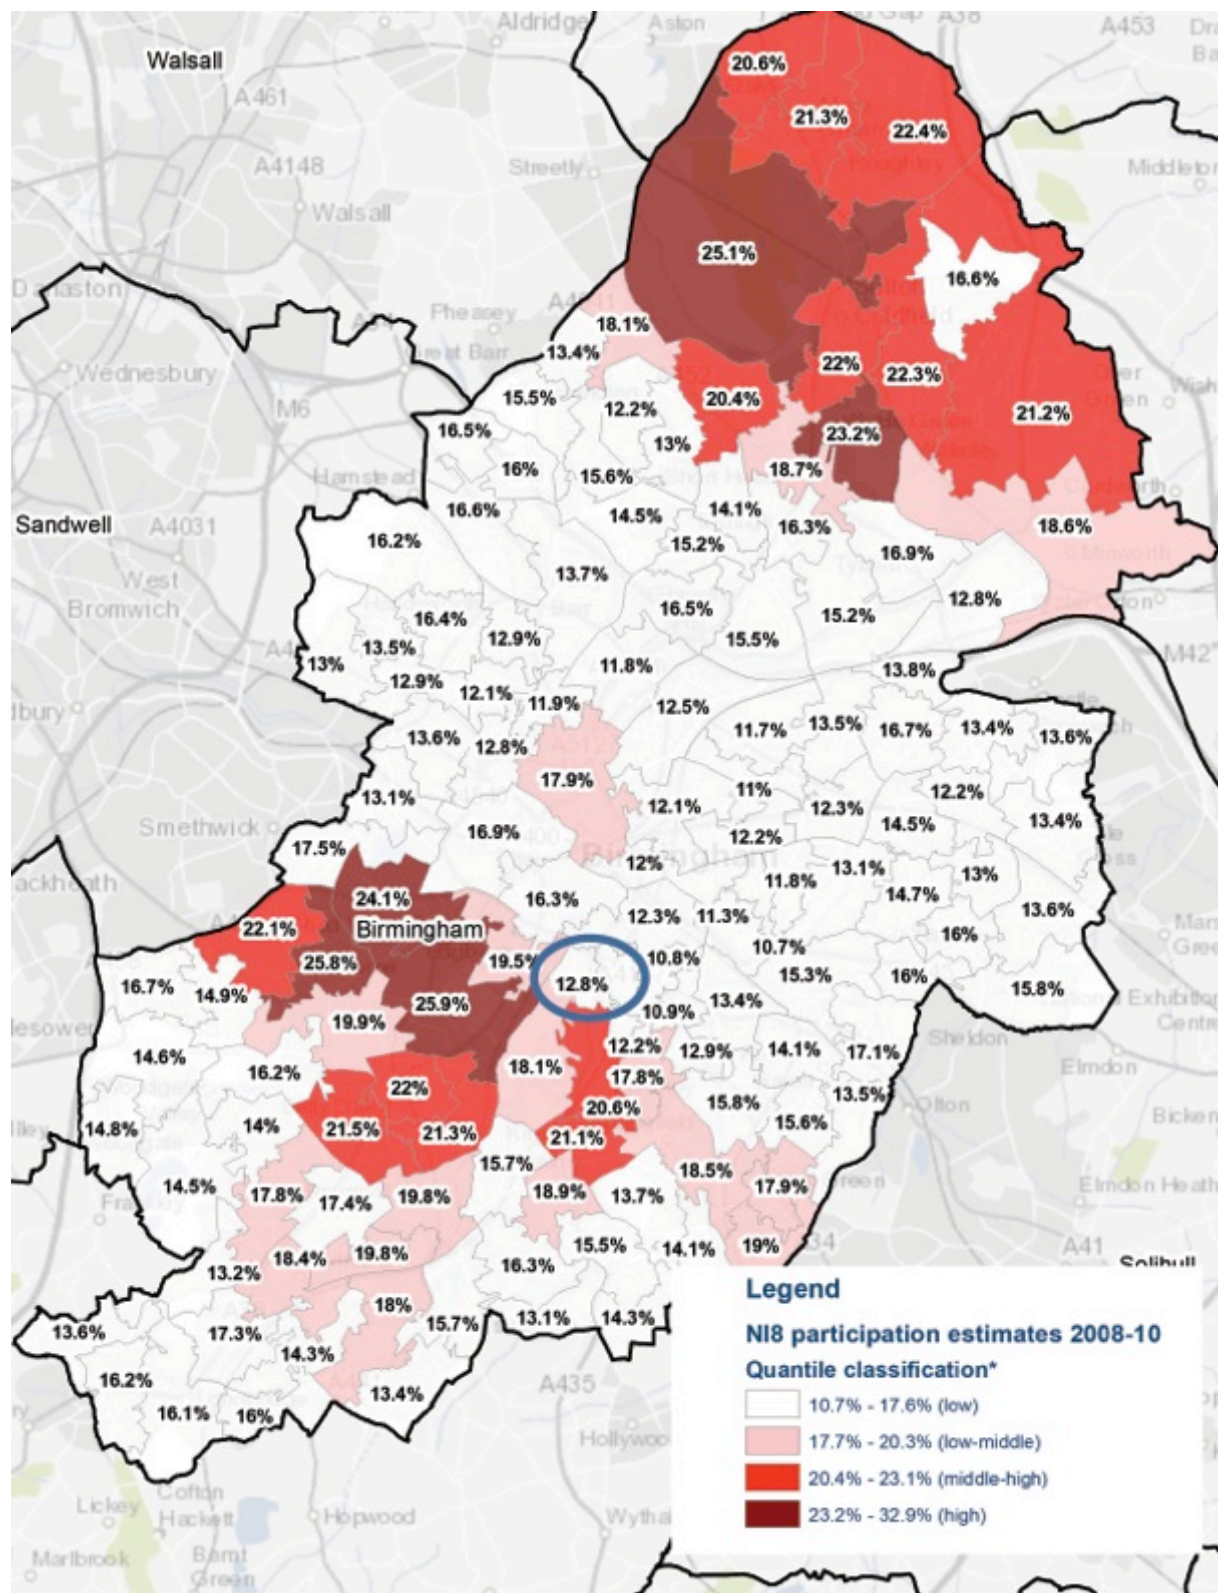 Aldridge
Aston
A38
A453
Walsall
20.6%
A461
21.3%
22.4%
A4148
Streetly
Roughley
Middleton
Walsall
25.1%
16.6%
Pheasey
18.1%
Great Barr
13.4%
Wednesbury
22%
22.3%
15.5%
12.2%
20.4%
21.2%
M6
16.5%
13%
23.2%
Hamstead
16%
15.6%
18.7%
16.6%
14.5%
14.1%
16.3%
18.6%
Sandwell
A4031
16.2%
15.2%
16.9%
Minworth
West
Bromwich
13.7%
16.5%
15.2%
12.8%
16.4%
13.5%
12.9%
15.5%
M42
13%
12.9%
12.1%
11.8%
13.8%
11.9%
12.5%
13.6%
12.8%
11.7%
13.5%
16.7%
13.4%
13.6%
17.9%
13.1%
12.1%
11%
12.3%
12.2%
13.4%
Smethwick
16.9%
12.2%
14.5%
Birmingham
17.5%
12%
13.1%
13%
11.8%
14.7%
24.1%
16.3%
12.3%
11.3%
13.6%
22.1%
Birmingham
16%
10.7%
25.8%
19.5%
10.8%
15.3%
16%
16.7%
14.9%
12.8%
15.8%
25.9%
10.9%
13.4%
19.9%
Sheldon
14.6%
16.2%
18.1%
12.2%
12.9%
14.1%
17.1%
Elmdon
22%
17.8%
13.5%
Olton
14.8%
14%
21.5%
21.3%
20.6%
15.8%
15.6%
21.1%
15.7%
18.5%
14.5%
17.8%
17.4%
19.8%
18.9%
13.7%
17.9%
Elmdon Heath
18.4%
19.8%
15.5%
14.1%
19%
A41
13.2%
16.3%
Solihull
18%
13.6%
17.3%
15.7%
13.1%
14.3%
14.3%
16.2%
13.4%
A435
16.1%
16%
Legend
NI8 participation estimates 2008-10
Quantile classification*
10.7% - 17.6% (low)
17.7% - 20.3% (low-middle)
20.4% - 23.1% (middle-high)
23.2% - 32.9% (high)
Lickey
Cofton
Hackett
Hopwood
Marlbrook
Barnt
Green